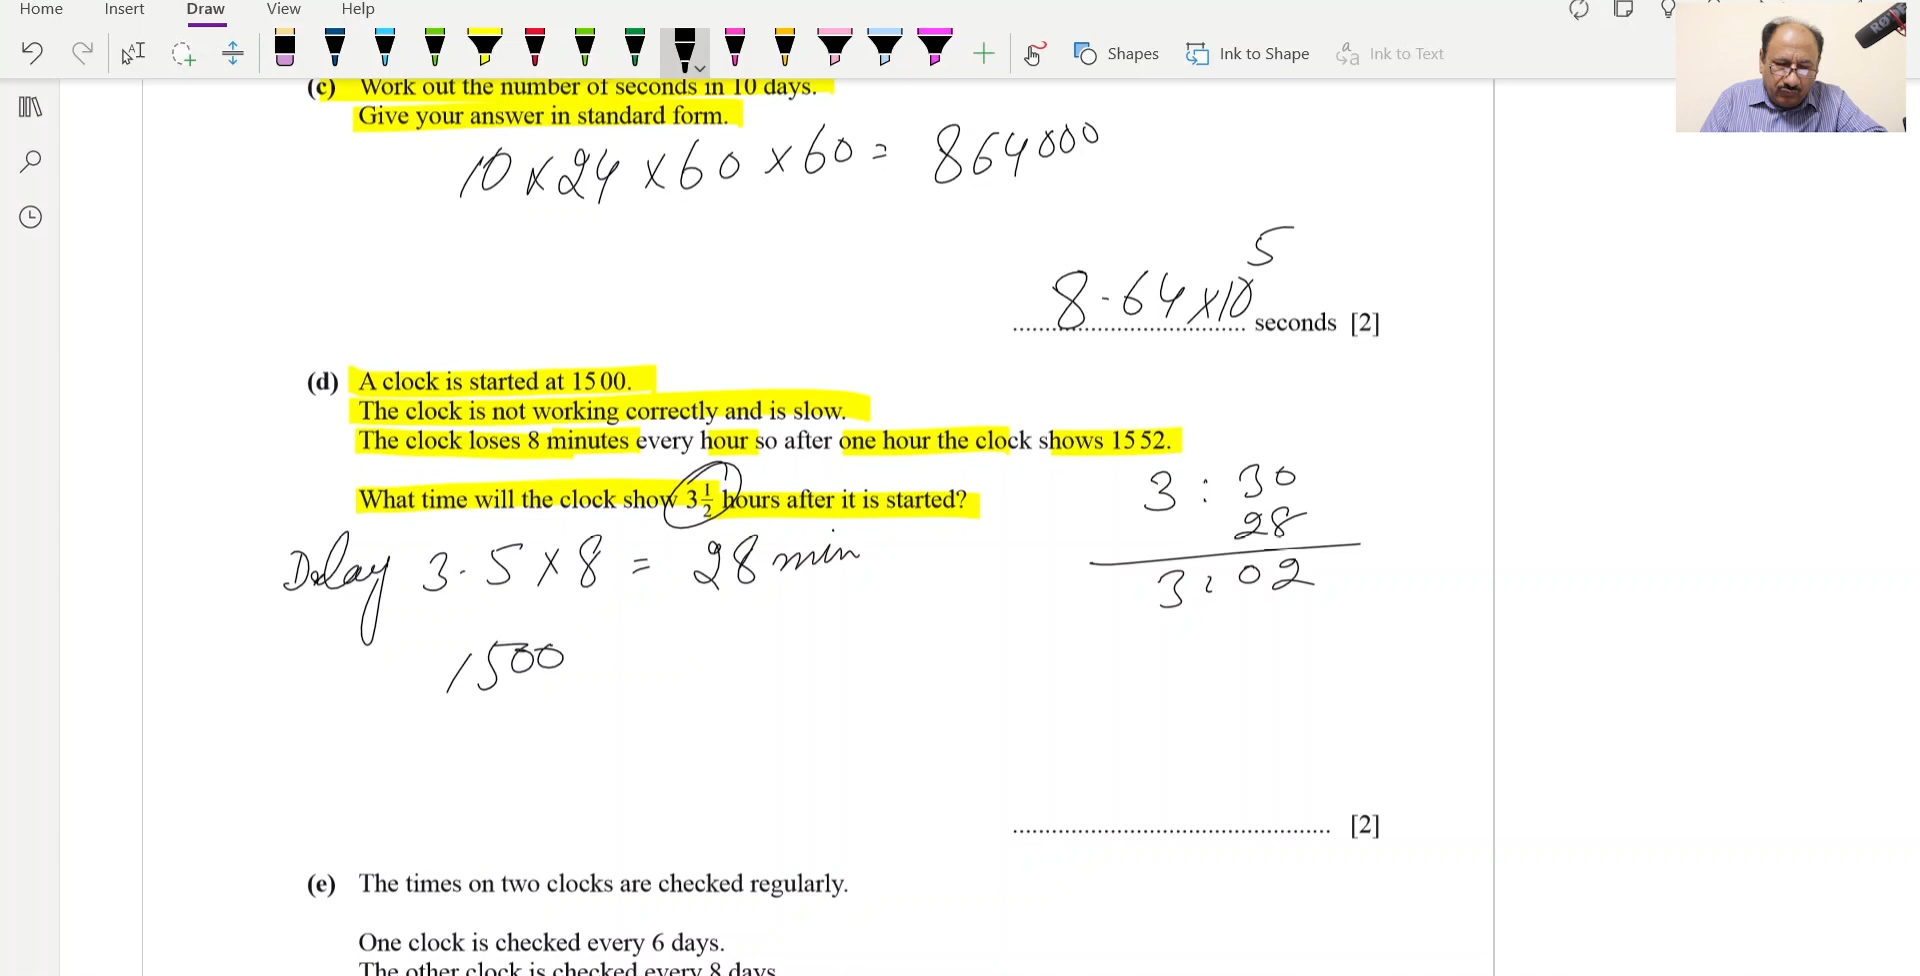 Home Insert Draw View Help
Shapes Ink to Shape Ink to Text
RØDE
(c) Work out the number of seconds in 10 days.
Give your answer in standard form.
10 x 24 x 60 x 60 = 864000
8.64 x 10^5
seconds [2]
(d) A clock is started at 15 00.
The clock is not working correctly and is slow.
The clock loses 8 minutes every hour so after one hour the clock shows 15 52.
What time will the clock show 3 1/2 hours after it is started?
3 : 30
28
3 : 02
Delay 3.5 x 8 = 28 min
1500
[2]
(e) The times on two clocks are checked regularly.
One clock is checked every 6 days.
The other clock is checked every 8 days